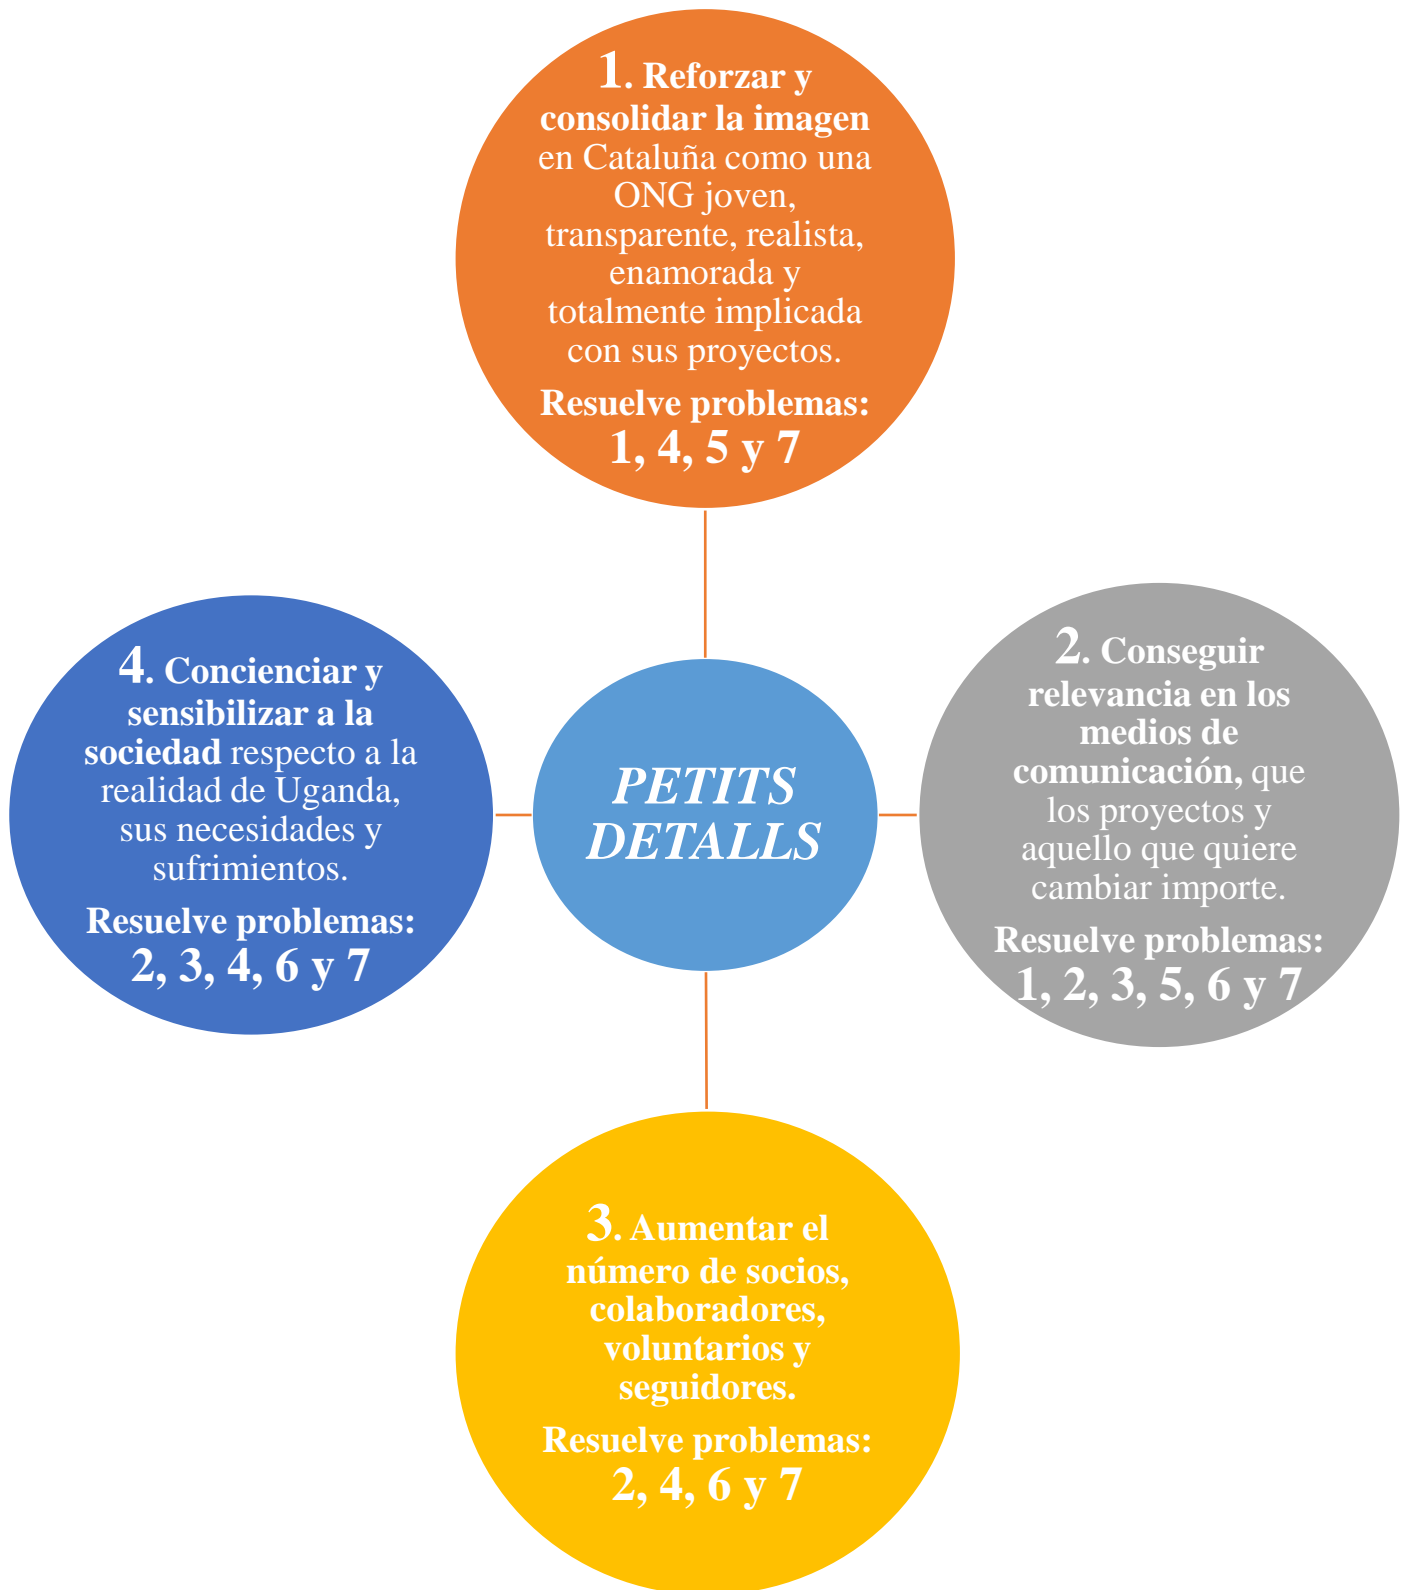 1. Reforzar y
consolidar la imagen
en Cataluña como una
ONG joven,
transparente, realista,
enamorada y
totalmente implicada
con sus proyectos.
Resuelve problemas:
1, 4, 5 y 7
4. Concienciar y
sensibilizar a la
sociedad respecto a la
realidad de Uganda,
sus necesidades y
sufrimientos.
Resuelve problemas:
2, 3, 4, 6 y 7
PETITS
DETALLS
2. Conseguir
relevancia en los
medios de
comunicación, que
los proyectos y
aquello que quiere
cambiar importe.
Resuelve problemas:
1, 2, 3, 5, 6 y 7
3. Aumentar el
número de socios,
colaboradores,
voluntarios y
seguidores.
Resuelve problemas:
2, 4, 6 y 7